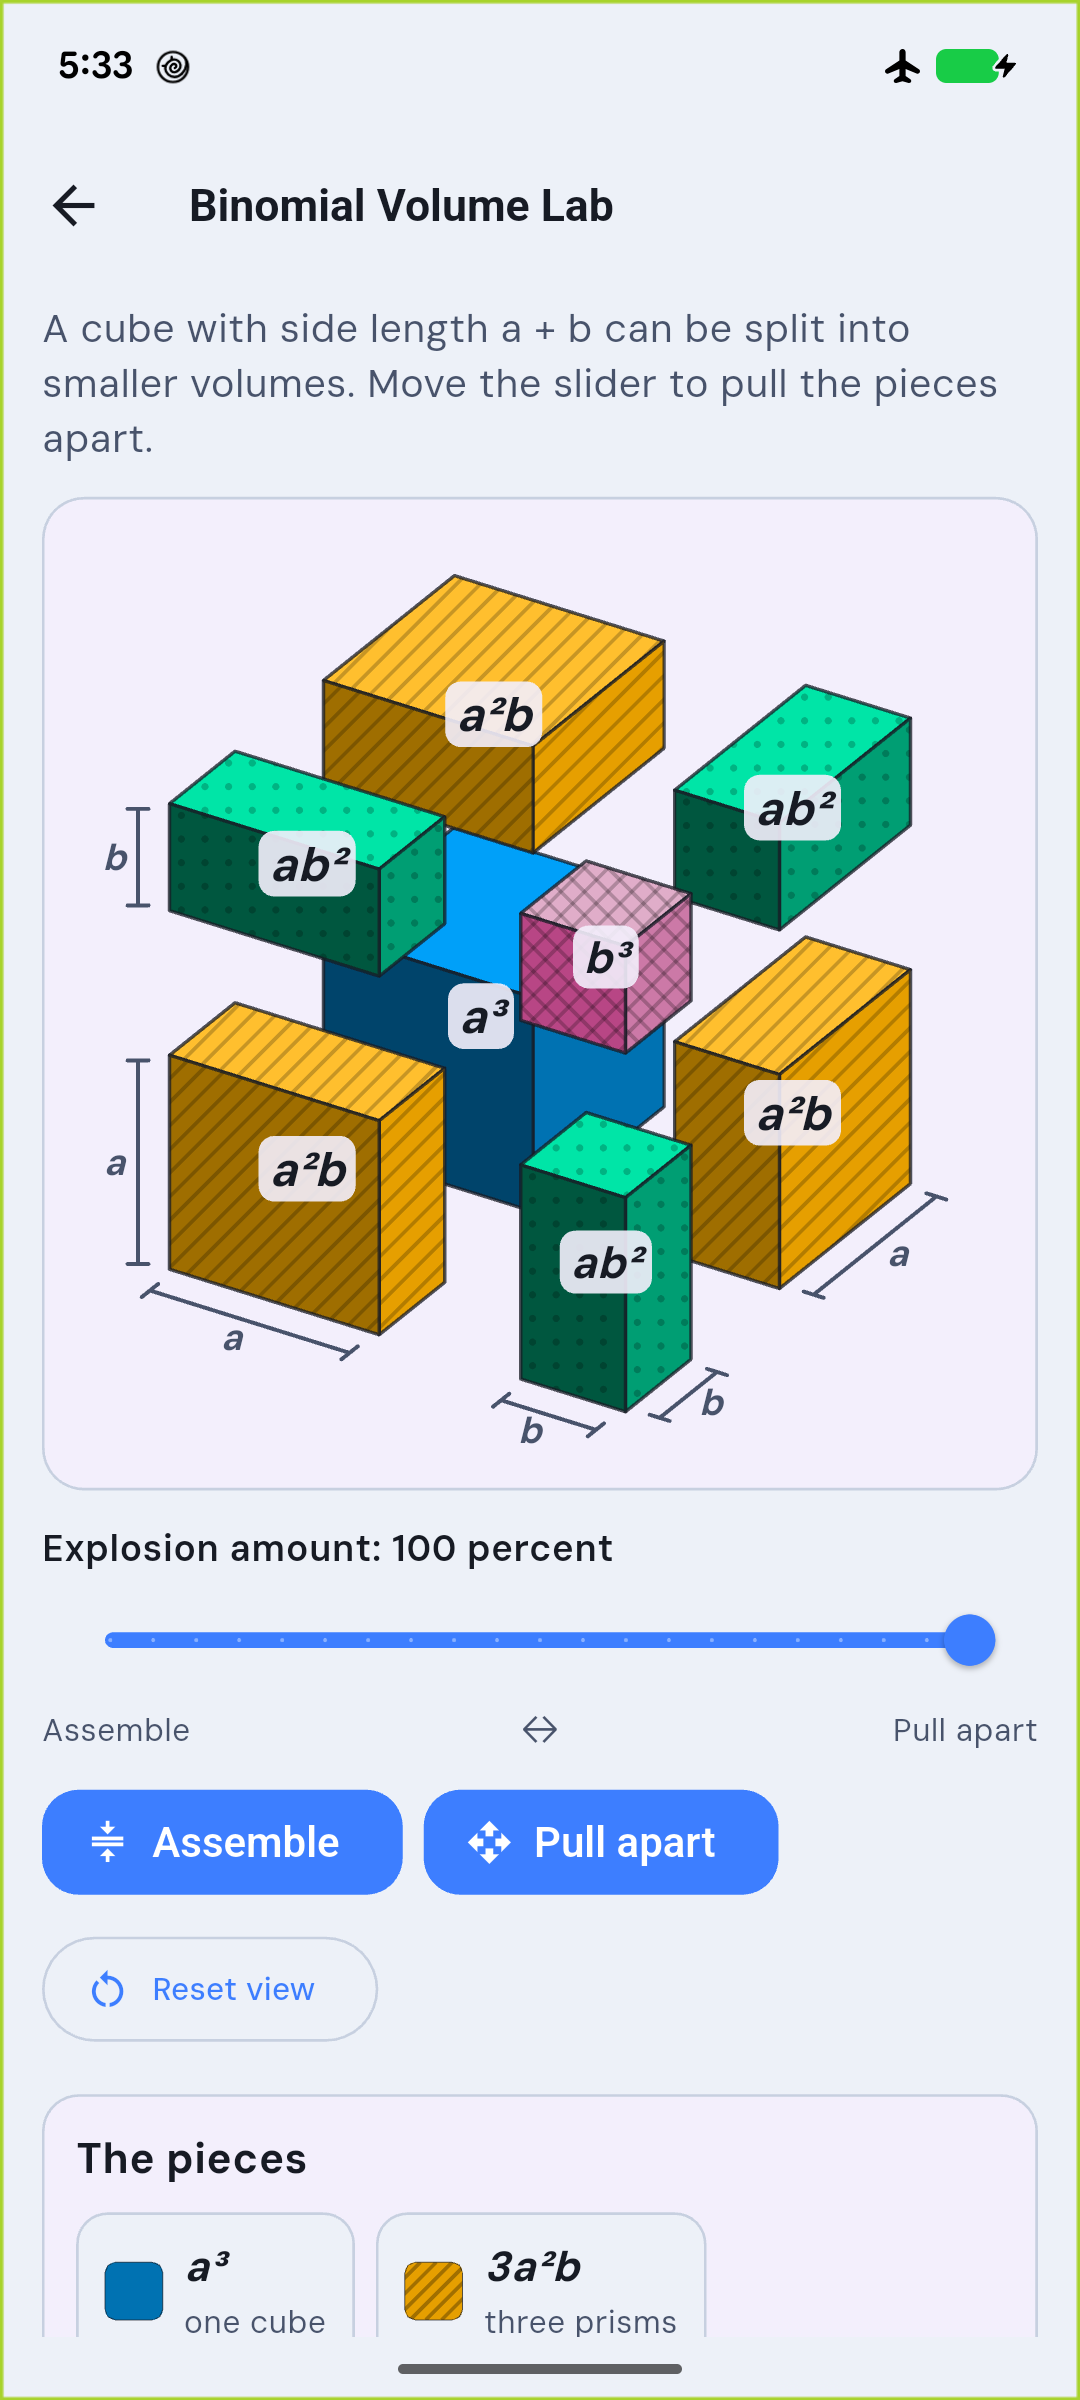 5:33
Binomial Volume Lab
A cube with side length a + b can be split into
smaller volumes. Move the slider to pull the pieces
apart.
a²b
ab²
b
ab²
b³
a³
a²b
a
a²b
ab²
a
a
b
b
Explosion amount: 100 percent
Assemble
Pull apart
Assemble
Pull apart
Reset view
The pieces
a³
3a²b
one cube
three prisms